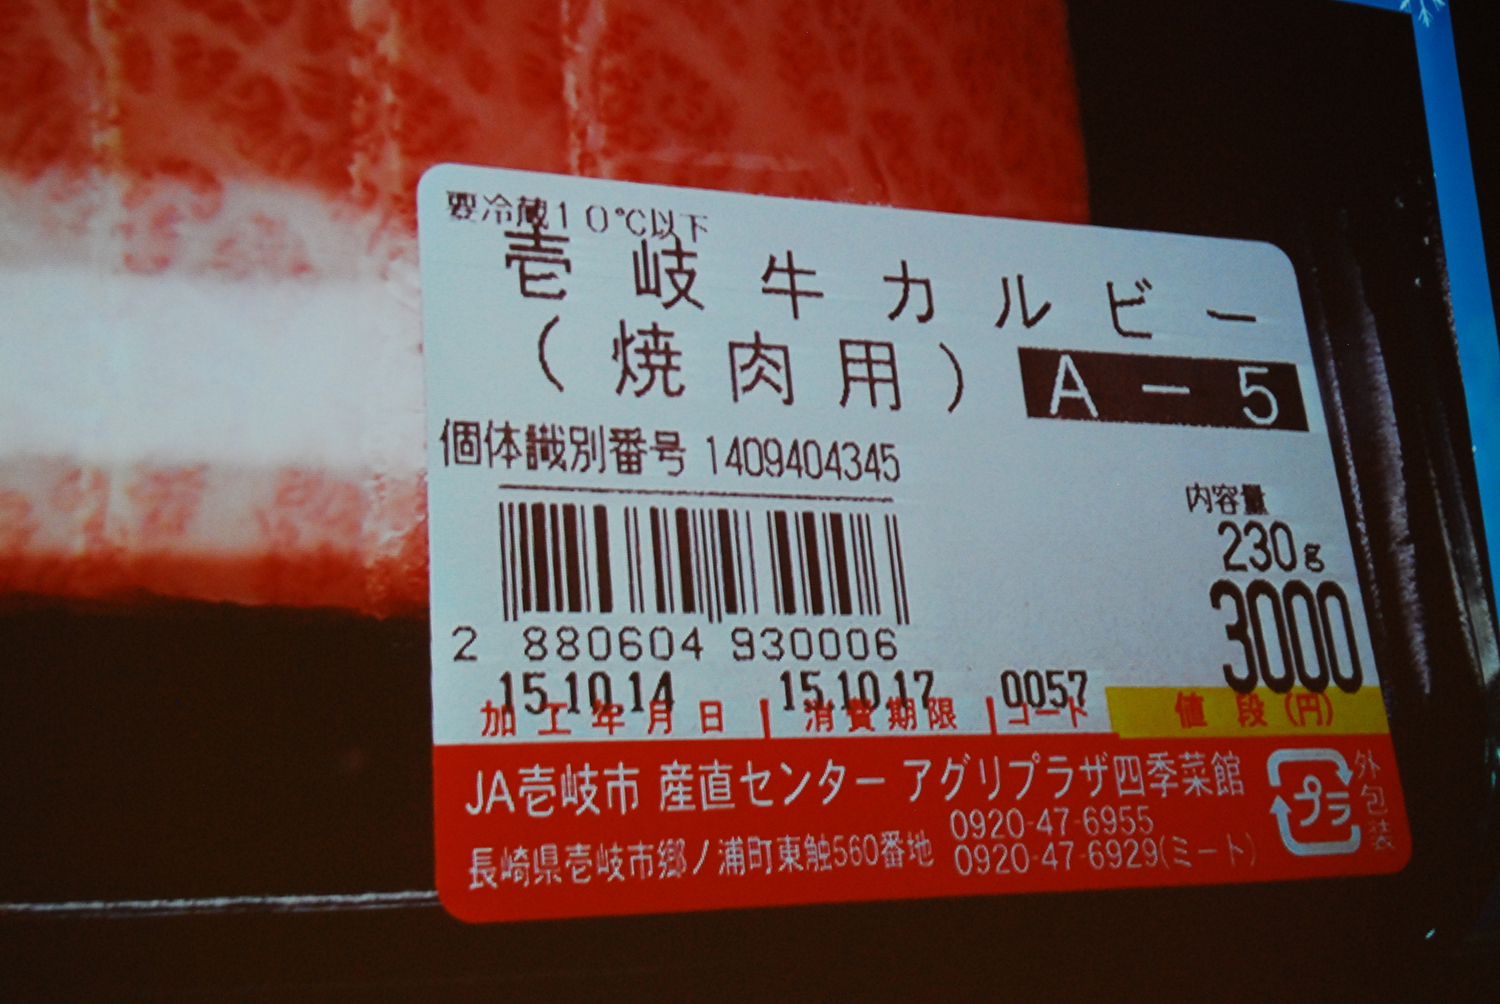 要冷蔵10℃以下
壱岐牛カルビー
(焼肉用) A-5
個体識別番号 1409404345
内容量
230g
3000
2 880604 930006
15.10.14 15.10.17 0057
加工年月日 消費期限 コード 値段(円)
JA壱岐市 産直センター アグリプラザ四季菜館
長崎県壱岐市郷ノ浦町東触560番地
0920-47-6955
0920-47-6929(ミート)
プラ
外包装